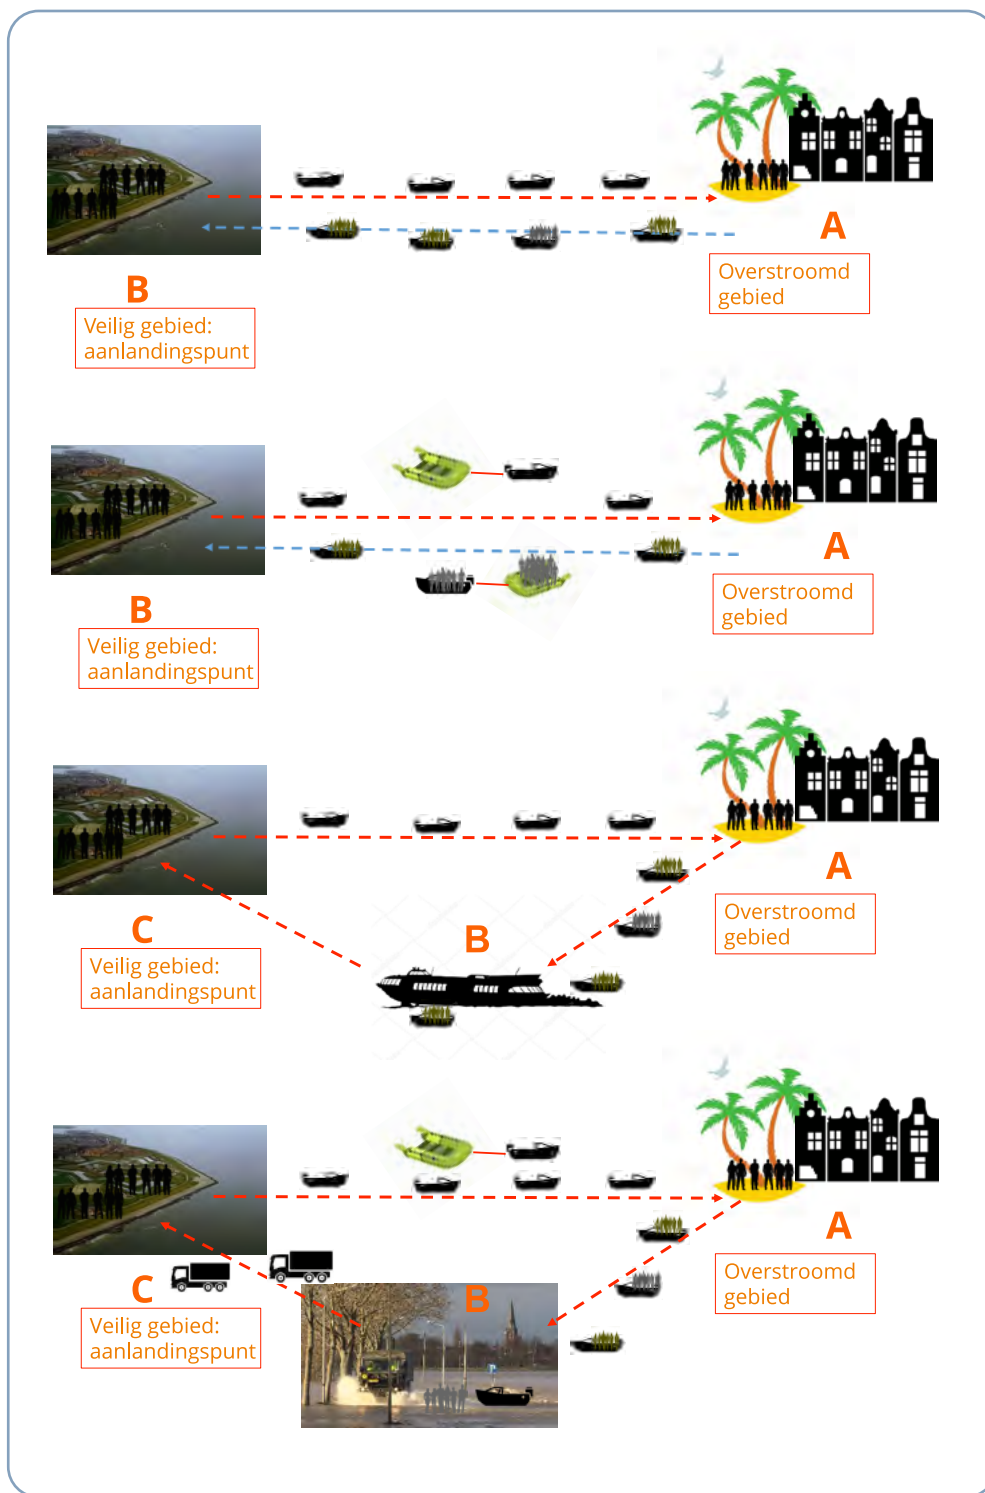 A
Overstroomd
gebied
B
Veilig gebied:
aanlandingspunt
A
Overstroomd
gebied
B
Veilig gebied:
aanlandingspunt
A
Overstroomd
gebied
C
Veilig gebied:
aanlandingspunt
B
A
Overstroomd
gebied
C
Veilig gebied:
aanlandingspunt
B
P